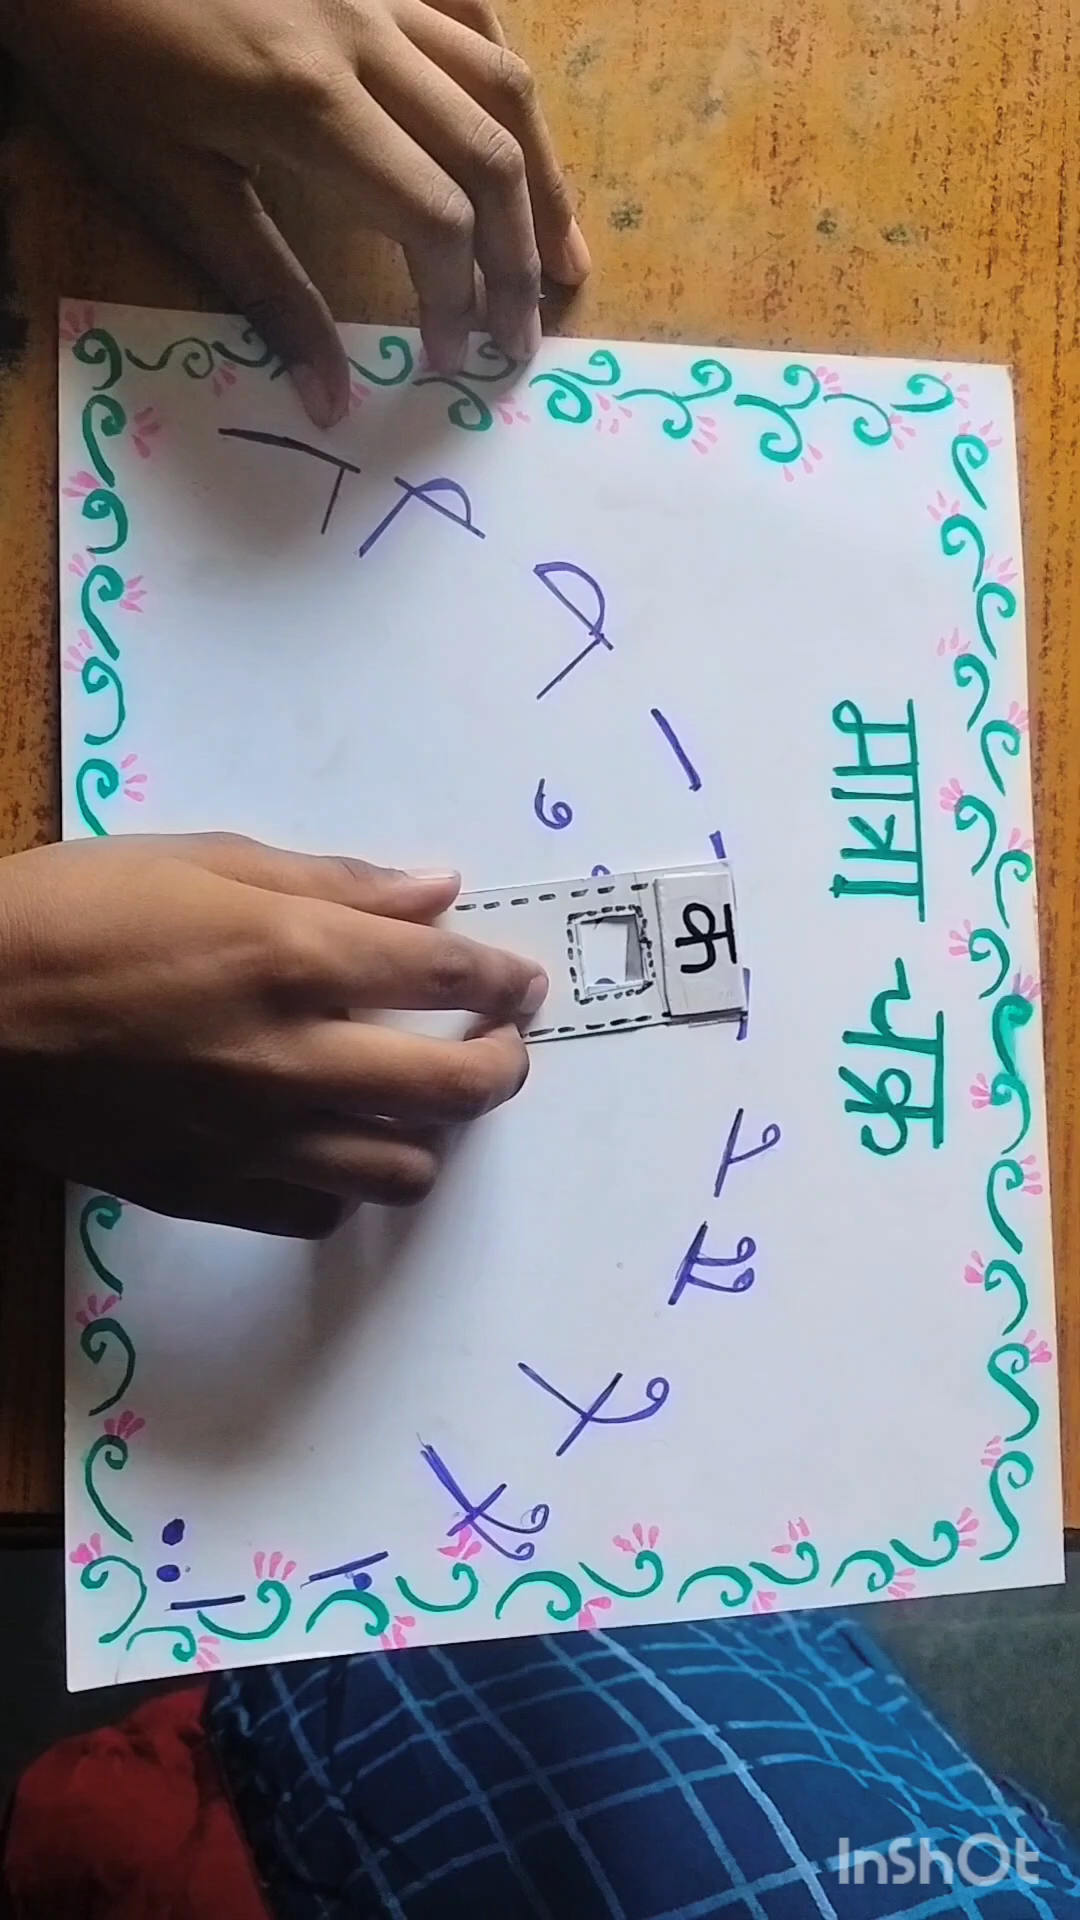 मात्रा चक्र
ा ि ी ु ू े ै ो ौ ं ः
क
InShOt